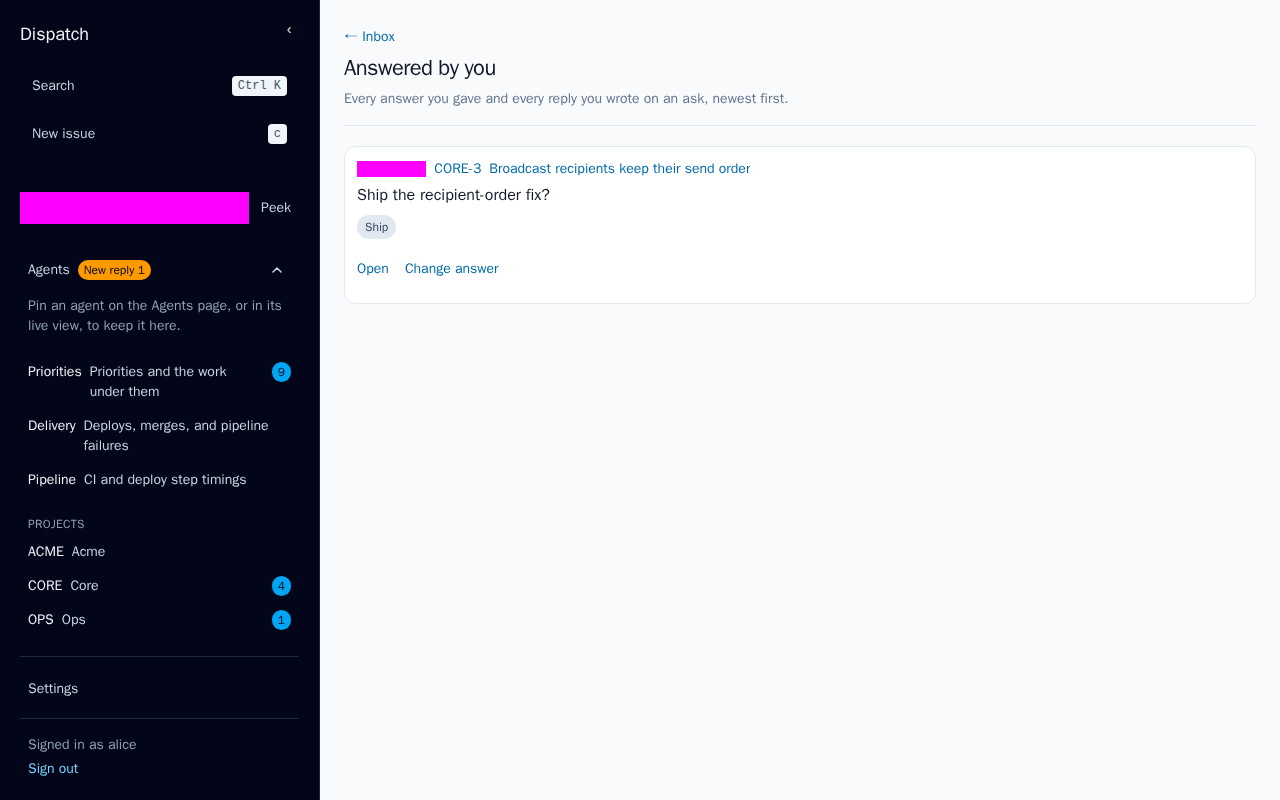 Dispatch
‹
Search
Ctrl K
New issue
C
Peek
Agents
New reply 1
Pin an agent on the Agents page, or in its
live view, to keep it here.
Priorities Priorities and the work
under them
9
Delivery Deploys, merges, and pipeline
failures
Pipeline CI and deploy step timings
PROJECTS
ACME Acme
CORE Core
4
OPS Ops
1
Settings
Signed in as alice
Sign out
← Inbox
Answered by you
Every answer you gave and every reply you wrote on an ask, newest first.
CORE-3 Broadcast recipients keep their send order
Ship the recipient-order fix?
Ship
Open Change answer